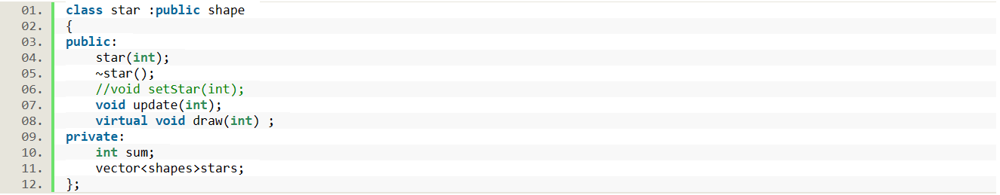 01. class star :public shape
02. {
03. public:
04.     star(int);
05.     ~star();
06.     //void setStar(int);
07.     void update(int);
08.     virtual void draw(int) ;
09. private:
10.     int sum;
11.     vector<shapes>stars;
12. };